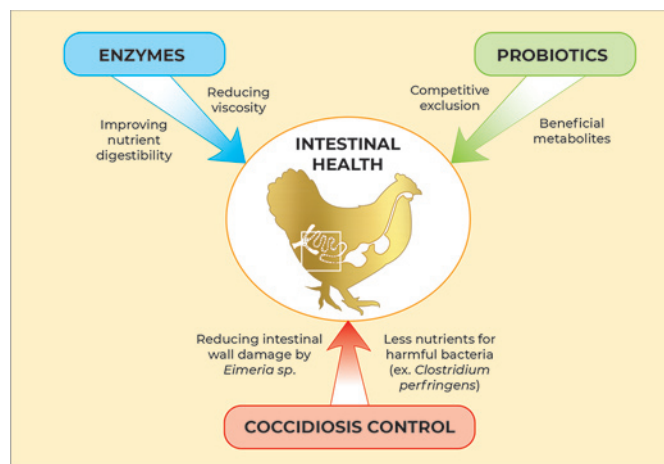 ENZYMES
PROBIOTICS
Reducing
viscosity
Improving
nutrient
digestibility
Competitive
exclusion
Beneficial
metabolites
INTESTINAL
HEALTH
Reducing intestinal
wall damage by
Eimeria sp.
Less nutrients for
harmful bacteria
(ex. Clostridium
perfringens)
COCCIDIOSIS CONTROL